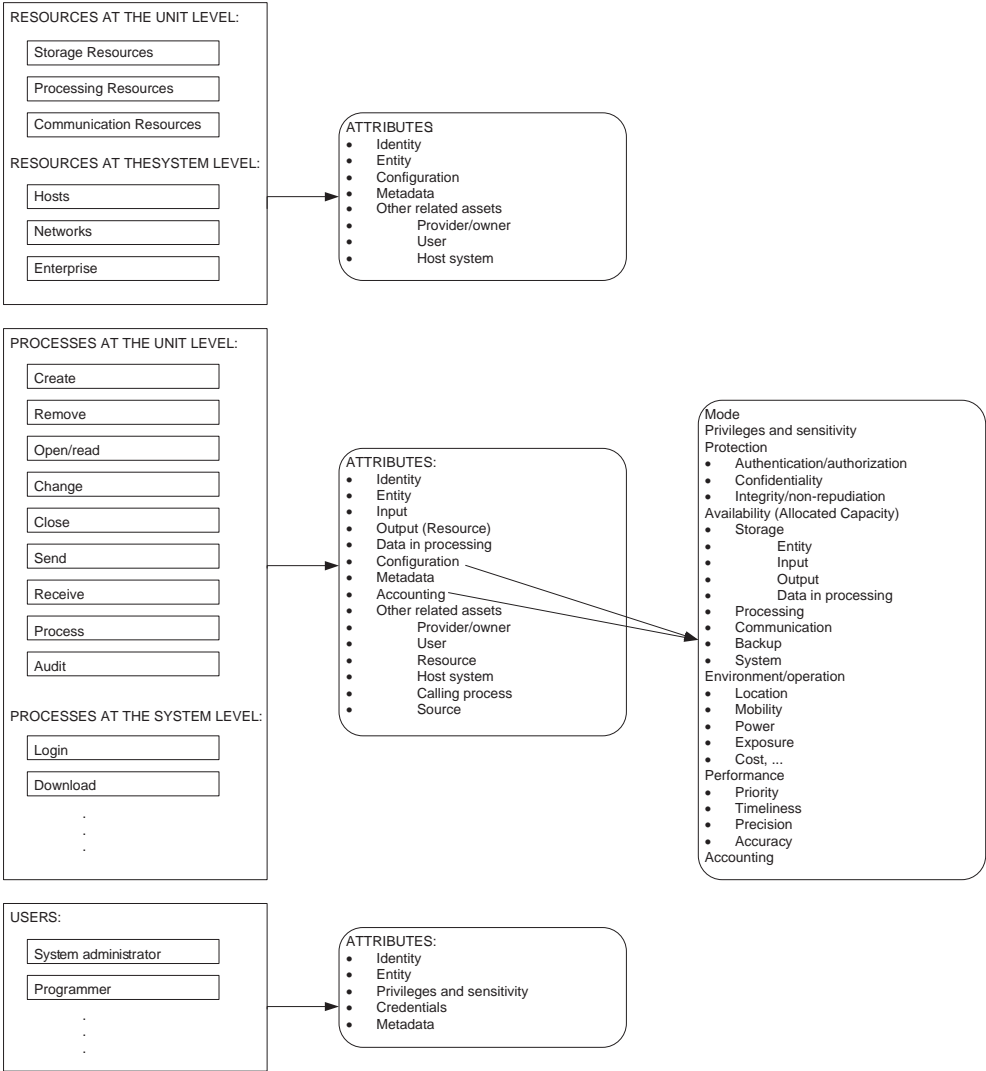 RESOURCES AT THE UNIT LEVEL:
Storage Resources
Processing Resources
Communication Resources
RESOURCES AT THESYSTEM LEVEL:
Hosts
Networks
Enterprise
ATTRIBUTES
• Identity
• Entity
• Configuration
• Metadata
• Other related assets
• Provider/owner
• User
• Host system
PROCESSES AT THE UNIT LEVEL:
Create
Remove
Open/read
Change
Close
Send
Receive
Process
Audit
PROCESSES AT THE SYSTEM LEVEL:
Login
Download
.
.
.
ATTRIBUTES:
• Identity
• Entity
• Input
• Output (Resource)
• Data in processing
• Configuration
• Metadata
• Accounting
• Other related assets
• Provider/owner
• User
• Resource
• Host system
• Calling process
• Source
Mode
Privileges and sensitivity
Protection
• Authentication/authorization
• Confidentiality
• Integrity/non-repudiation
Availability (Allocated Capacity)
• Storage
• Entity
• Input
• Output
• Data in processing
• Processing
• Communication
• Backup
• System
Environment/operation
• Location
• Mobility
• Power
• Exposure
• Cost, ...
Performance
• Priority
• Timeliness
• Precision
• Accuracy
Accounting
USERS:
System administrator
Programmer
.
.
.
ATTRIBUTES:
• Identity
• Entity
• Privileges and sensitivity
• Credentials
• Metadata